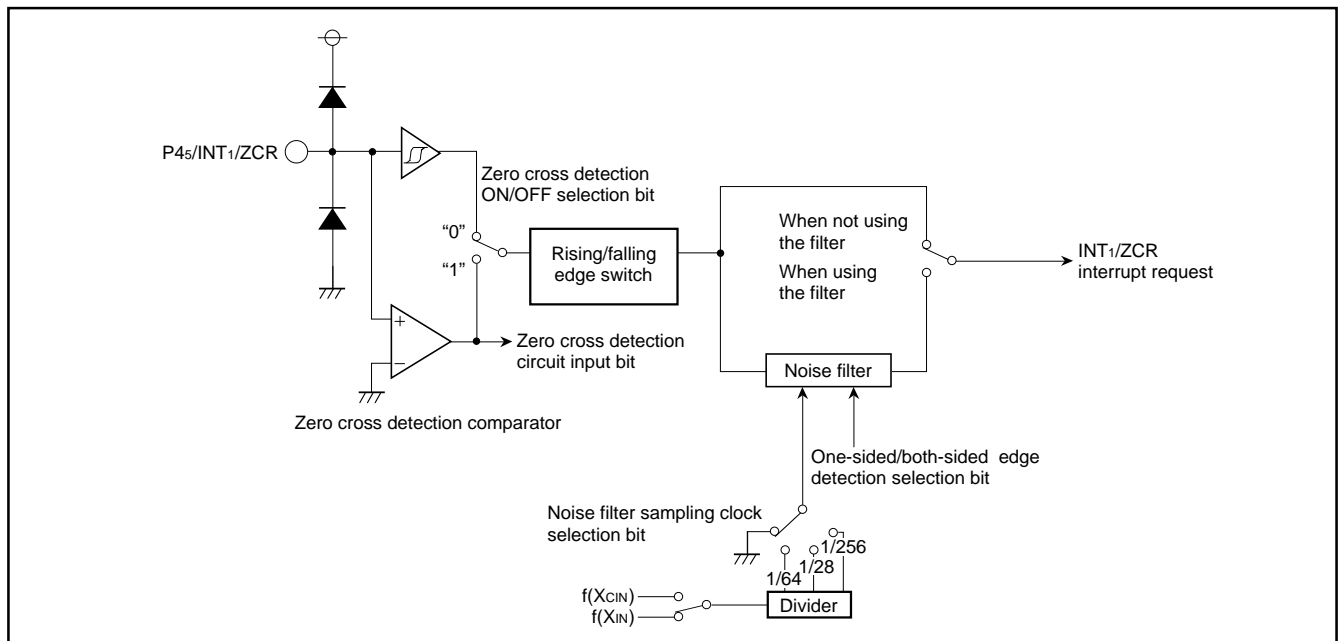 P45/INT1/ZCR
Zero cross detection
ON/OFF selection bit
“0”
“1”
Rising/falling
edge switch
When not using
the filter
When using
the filter
INT1/ZCR
interrupt request
+
−
Zero cross detection
circuit input bit
Noise filter
Zero cross detection comparator
One-sided/both-sided edge
detection selection bit
Noise filter sampling clock
selection bit
1/64
1/28
1/256
f(XCIN)
f(XIN)
Divider